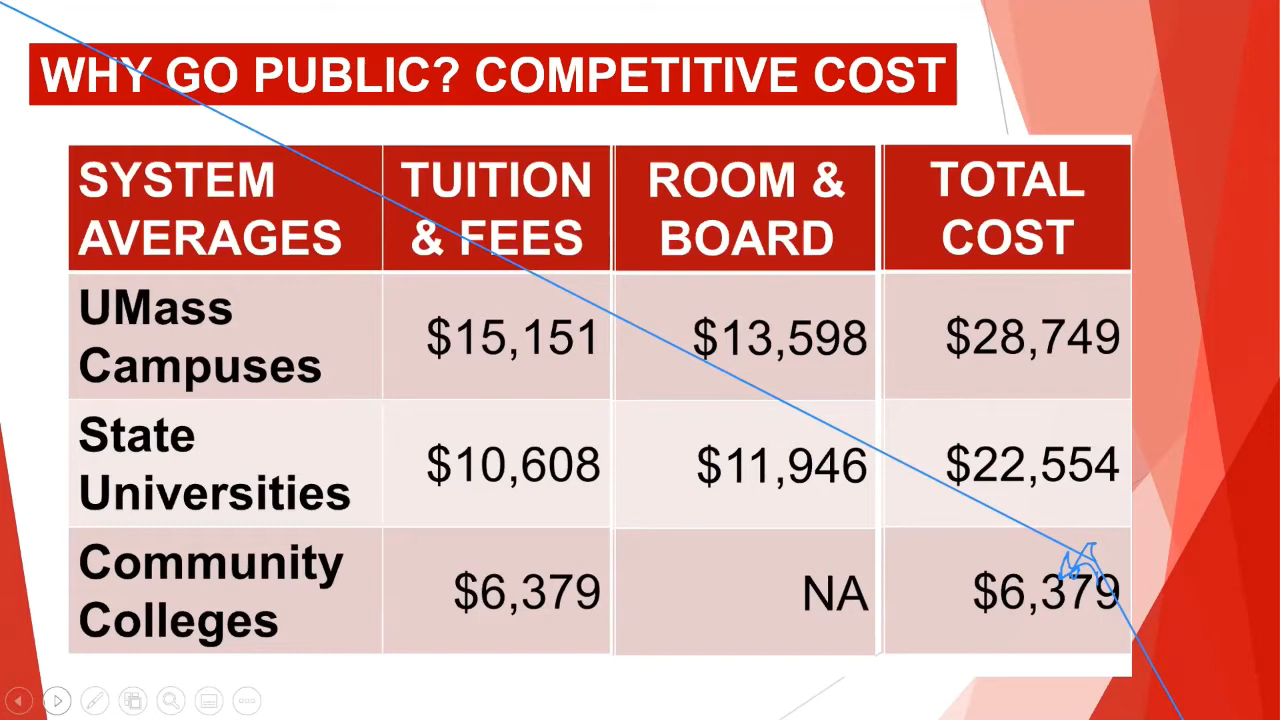 WHY GO PUBLIC? COMPETITIVE COST
SYSTEM AVERAGES TUITION & FEES ROOM & BOARD TOTAL COST
UMass Campuses $15,151 $13,598 $28,749
State Universities $10,608 $11,946 $22,554
Community Colleges $6,379 NA $6,379